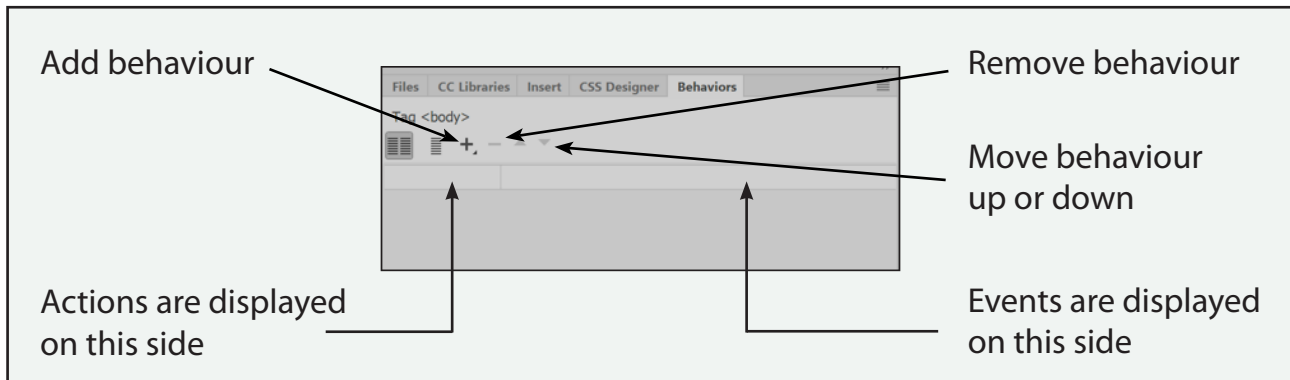 Add behaviour
Remove behaviour
Files CC Libraries Insert CSS Designer Behaviors
Tag <body>
Move behaviour
up or down
Actions are displayed
on this side
Events are displayed
on this side